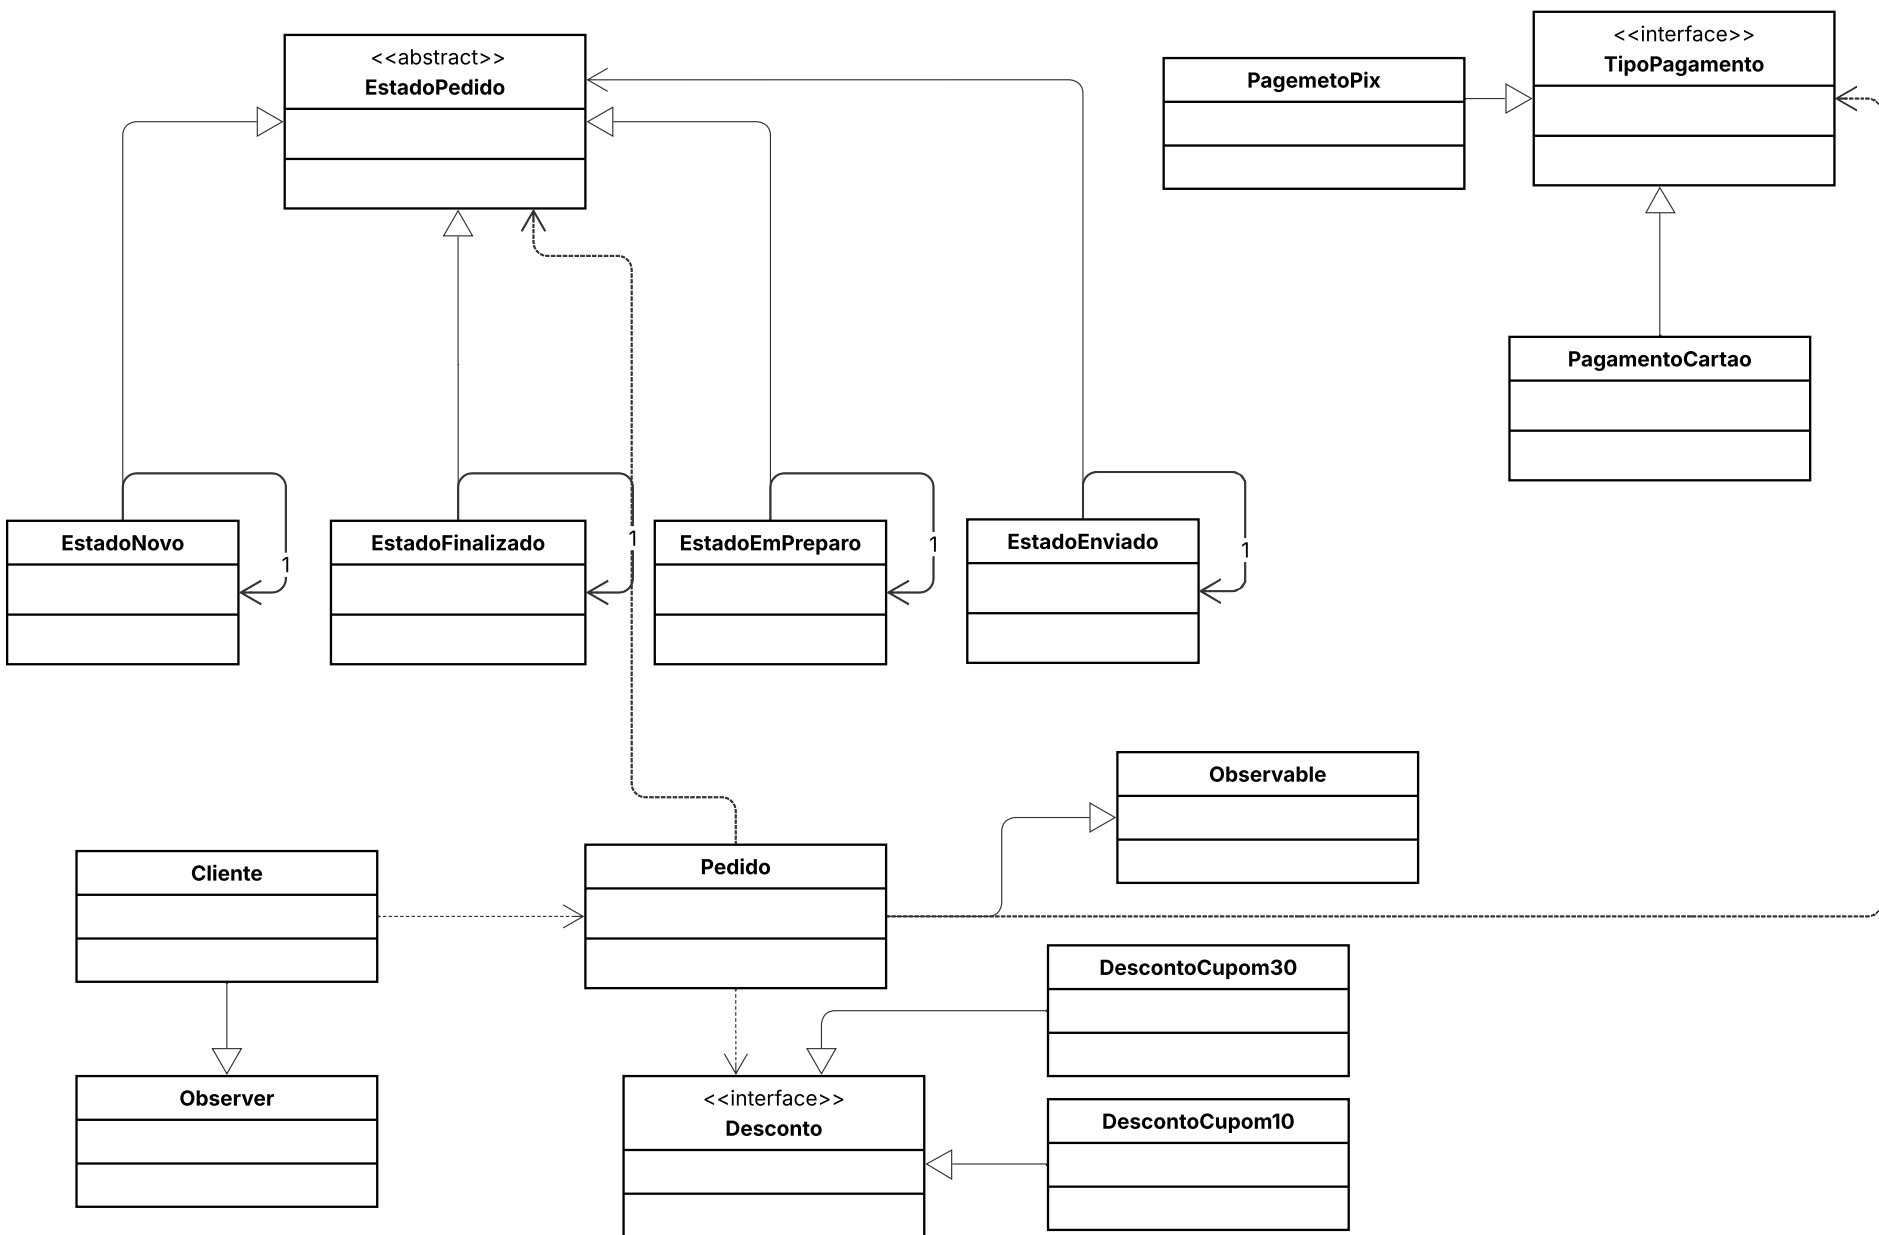 <<abstract>>
EstadoPedido
PagemetoPix
<<interface>>
TipoPagamento
PagamentoCartao
EstadoNovo
1
EstadoFinalizado
1
EstadoEmPreparo
1
EstadoEnviado
1
Observable
Cliente
Pedido
DescontoCupom30
Observer
<<interface>>
Desconto
DescontoCupom10